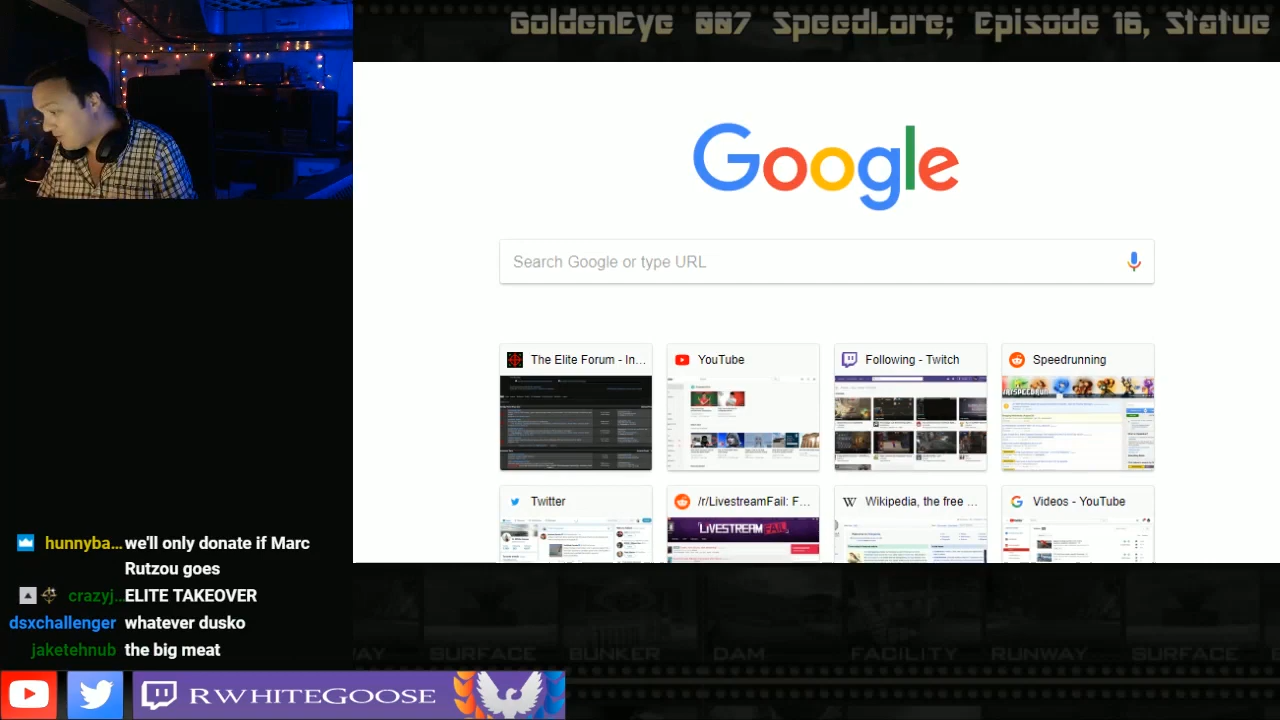 GoldenEye 007 SpeedLore; Episode 16, Statue
Google
Search Google or type URL
The Elite Forum - In...
YouTube
Following - Twitch
Speedrunning
Twitter
/r/LivestreamFail: F...
Wikipedia, the free ...
Videos - YouTube
LIVESTREAMFAIL
hunnyba... we'll only donate if Marc
Rutzou goes
crazyj... ELITE TAKEOVER
dsxchallenger whatever dusko
jaketehnub the big meat
WAY SURFACE BUNKER DAM FACILITY RUNWAY SURFACE
RWHITEGOOSE